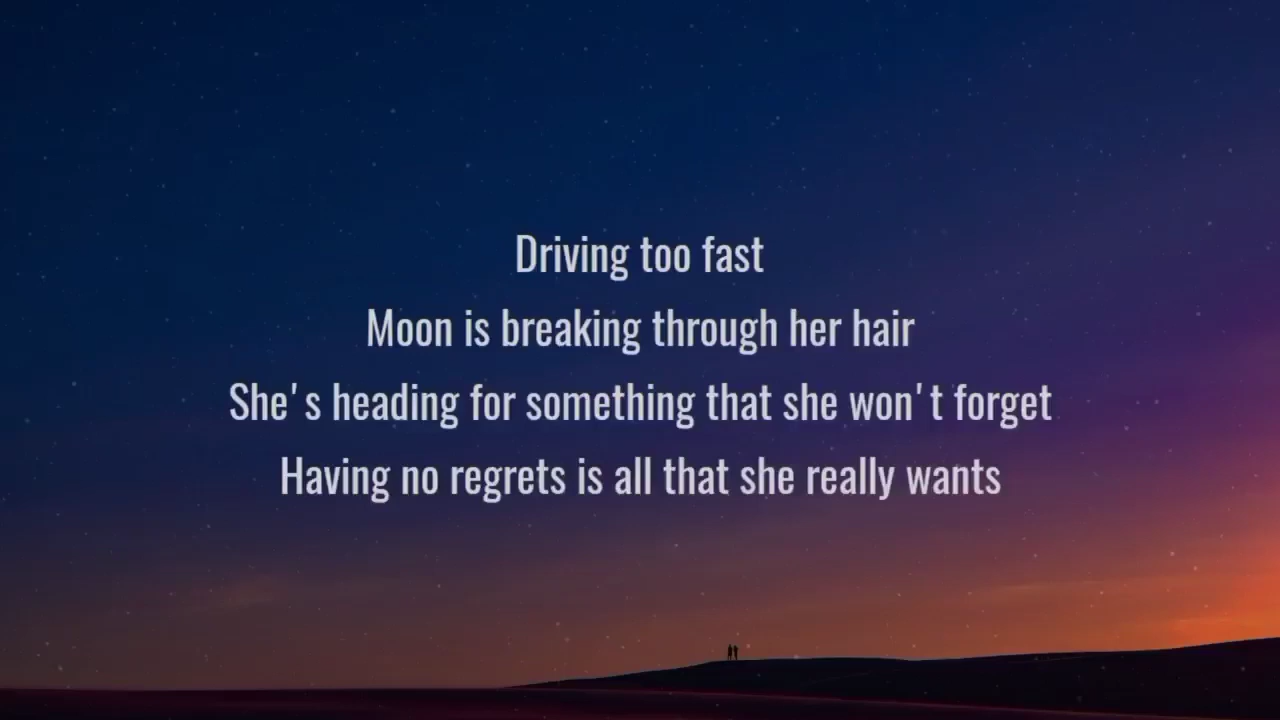 Driving too fast
Moon is breaking through her hair
She's heading for something that she won't forget
Having no regrets is all that she really wants